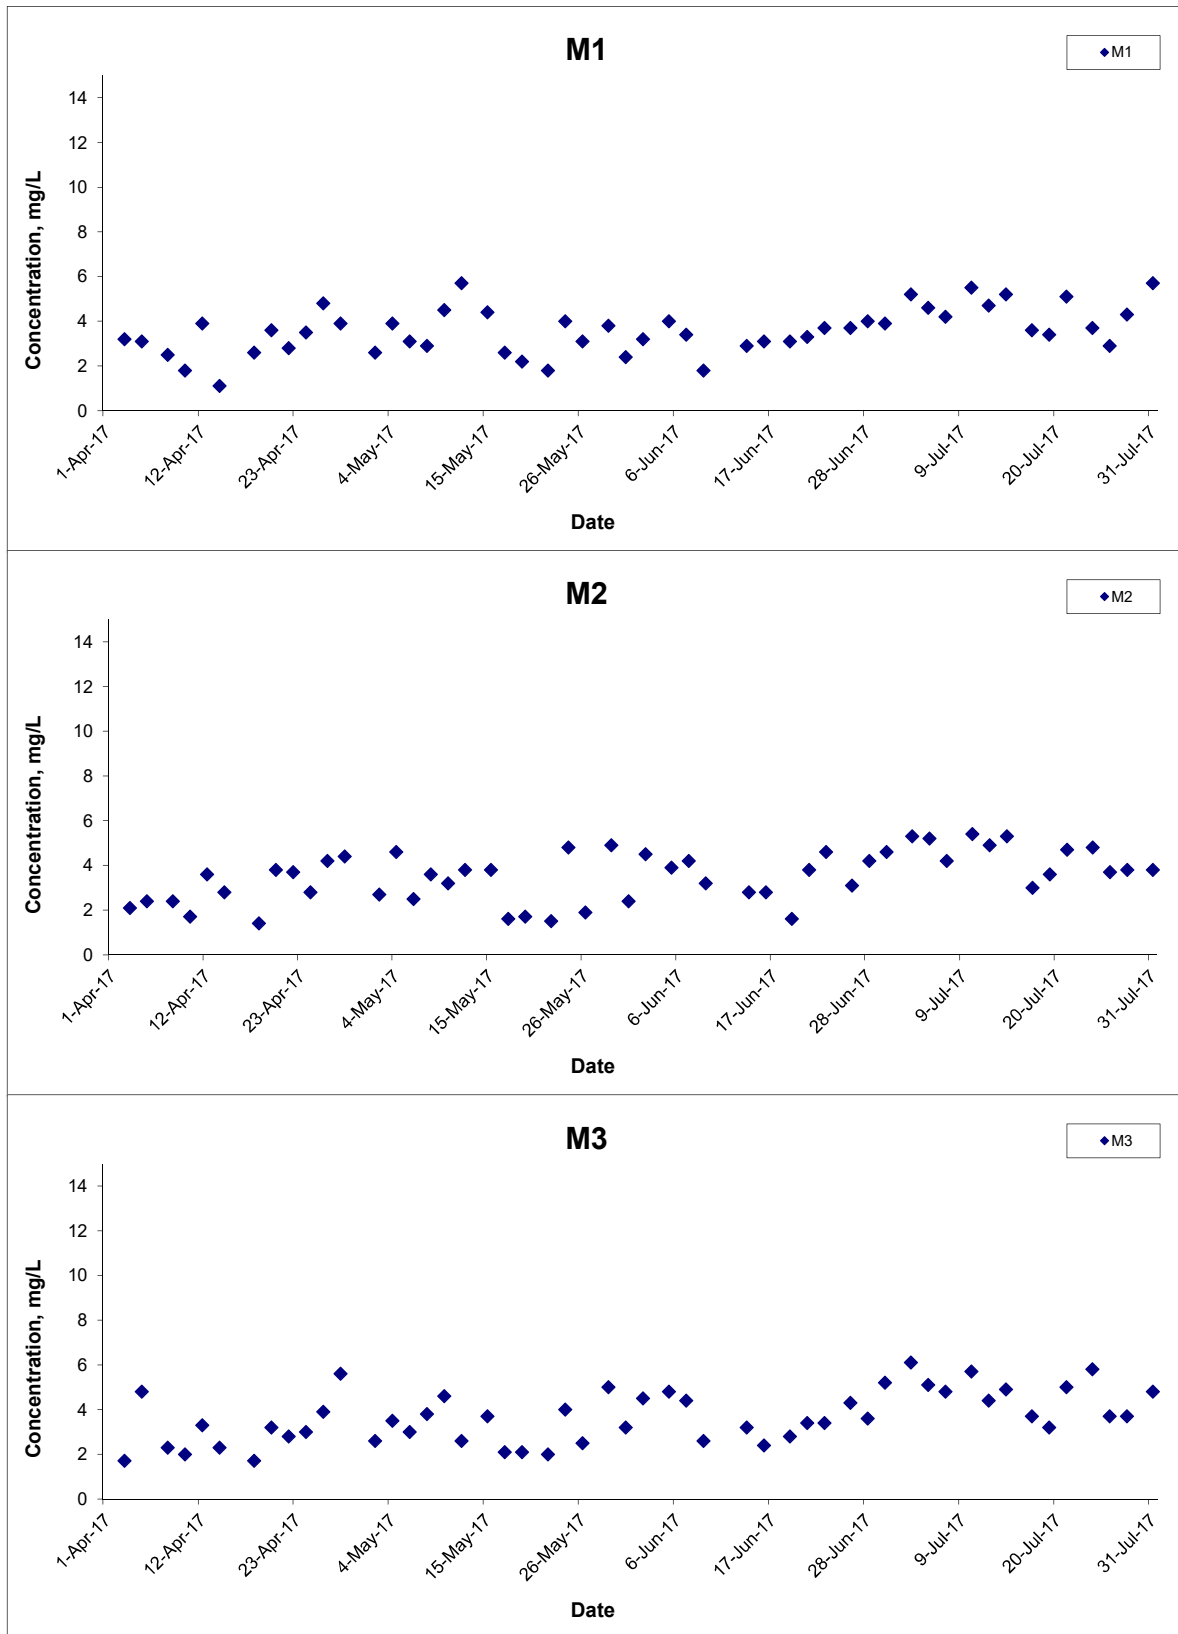 M1
M1
14
12
10
8
6
4
2
0
Concentration, mg/L
1-Apr-17
12-Apr-17
23-Apr-17
4-May-17
15-May-17
26-May-17
6-Jun-17
17-Jun-17
28-Jun-17
9-Jul-17
20-Jul-17
31-Jul-17
Date
M2
M2
14
12
10
8
6
4
2
0
Concentration, mg/L
1-Apr-17
12-Apr-17
23-Apr-17
4-May-17
15-May-17
26-May-17
6-Jun-17
17-Jun-17
28-Jun-17
9-Jul-17
20-Jul-17
31-Jul-17
Date
M3
M3
14
12
10
8
6
4
2
0
Concentration, mg/L
1-Apr-17
12-Apr-17
23-Apr-17
4-May-17
15-May-17
26-May-17
6-Jun-17
17-Jun-17
28-Jun-17
9-Jul-17
20-Jul-17
31-Jul-17
Date